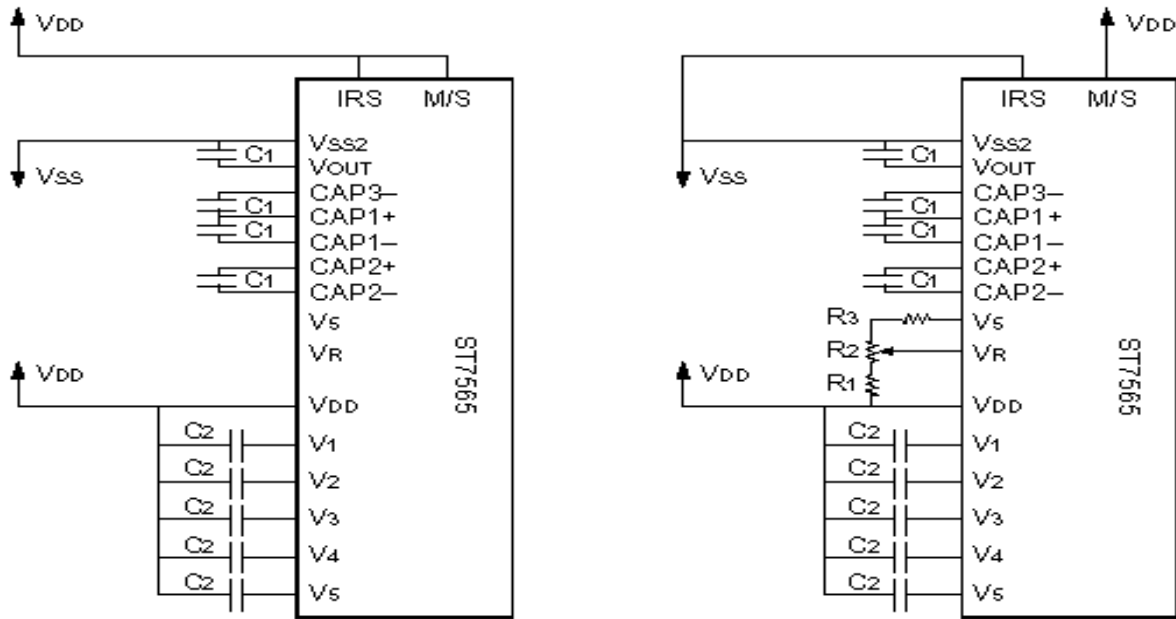 VDD
IRS M/S
VSS2
C1
VOUT
VSS
CAP3–
C1
CAP1+
C1
CAP1–
CAP2+
C1
CAP2–
V5
VR
ST7565
VDD
VDD
C2
V1
C2
V2
C2
V3
C2
V4
C2
V5
VDD
IRS M/S
VSS2
C1
VOUT
VSS
CAP3–
C1
CAP1+
C1
CAP1–
CAP2+
C1
CAP2–
R3
V5
R2
VR
ST7565
VDD
R1
VDD
C2
V1
C2
V2
C2
V3
C2
V4
C2
V5